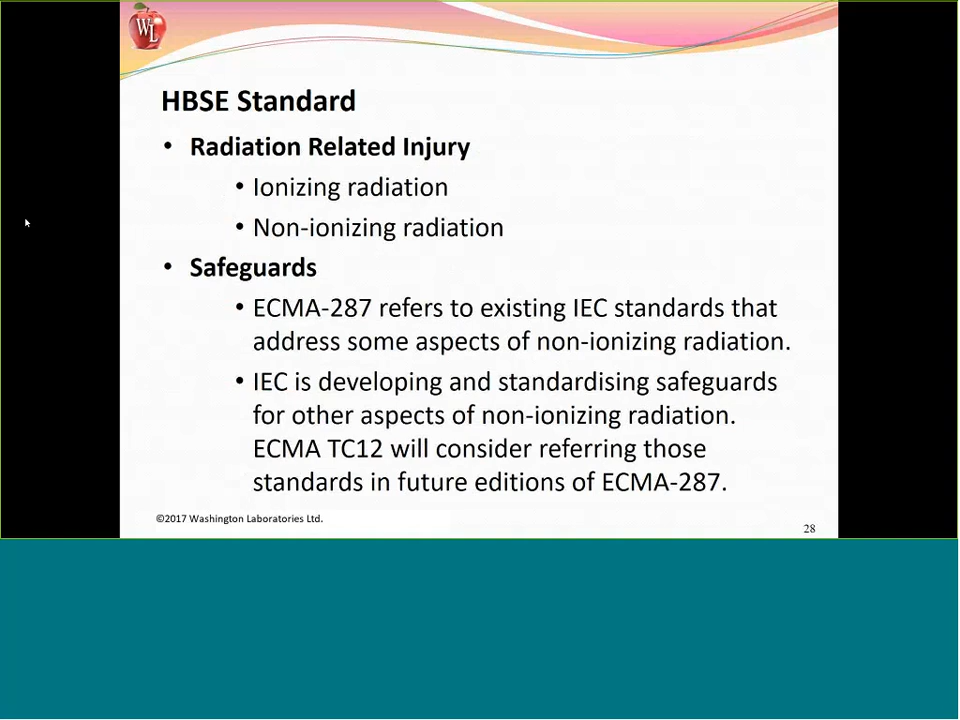 WL
HBSE Standard
• Radiation Related Injury
• Ionizing radiation
• Non-ionizing radiation
• Safeguards
• ECMA-287 refers to existing IEC standards that
address some aspects of non-ionizing radiation.
• IEC is developing and standardising safeguards
for other aspects of non-ionizing radiation.
ECMA TC12 will consider referring those
standards in future editions of ECMA-287.
©2017 Washington Laboratories Ltd.
28